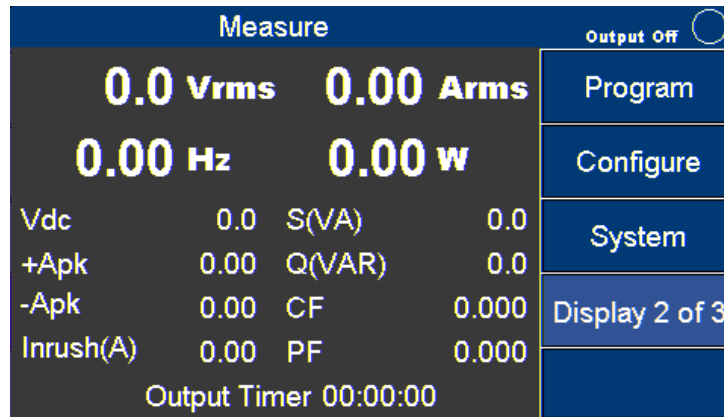 Measure
Output Off
0.0 Vrms 0.00 Arms
Program
0.00 Hz 0.00 W
Configure
Vdc 0.0 S(VA) 0.0
System
+Apk 0.00 Q(VAR) 0.0
-Apk 0.00 CF 0.000
Display 2 of 3
Inrush(A) 0.00 PF 0.000
Output Timer 00:00:00